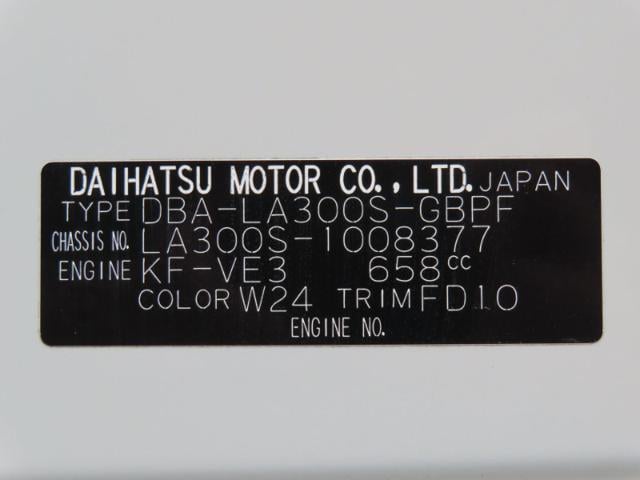 DAIHATSU MOTOR CO., LTD. JAPAN
TYPE DBA-LA300S-GBPF
CHASSIS NO. LA300S-1008377
ENGINE KF-VE3 658cc
COLOR W24 TRIM FD10
ENGINE NO.